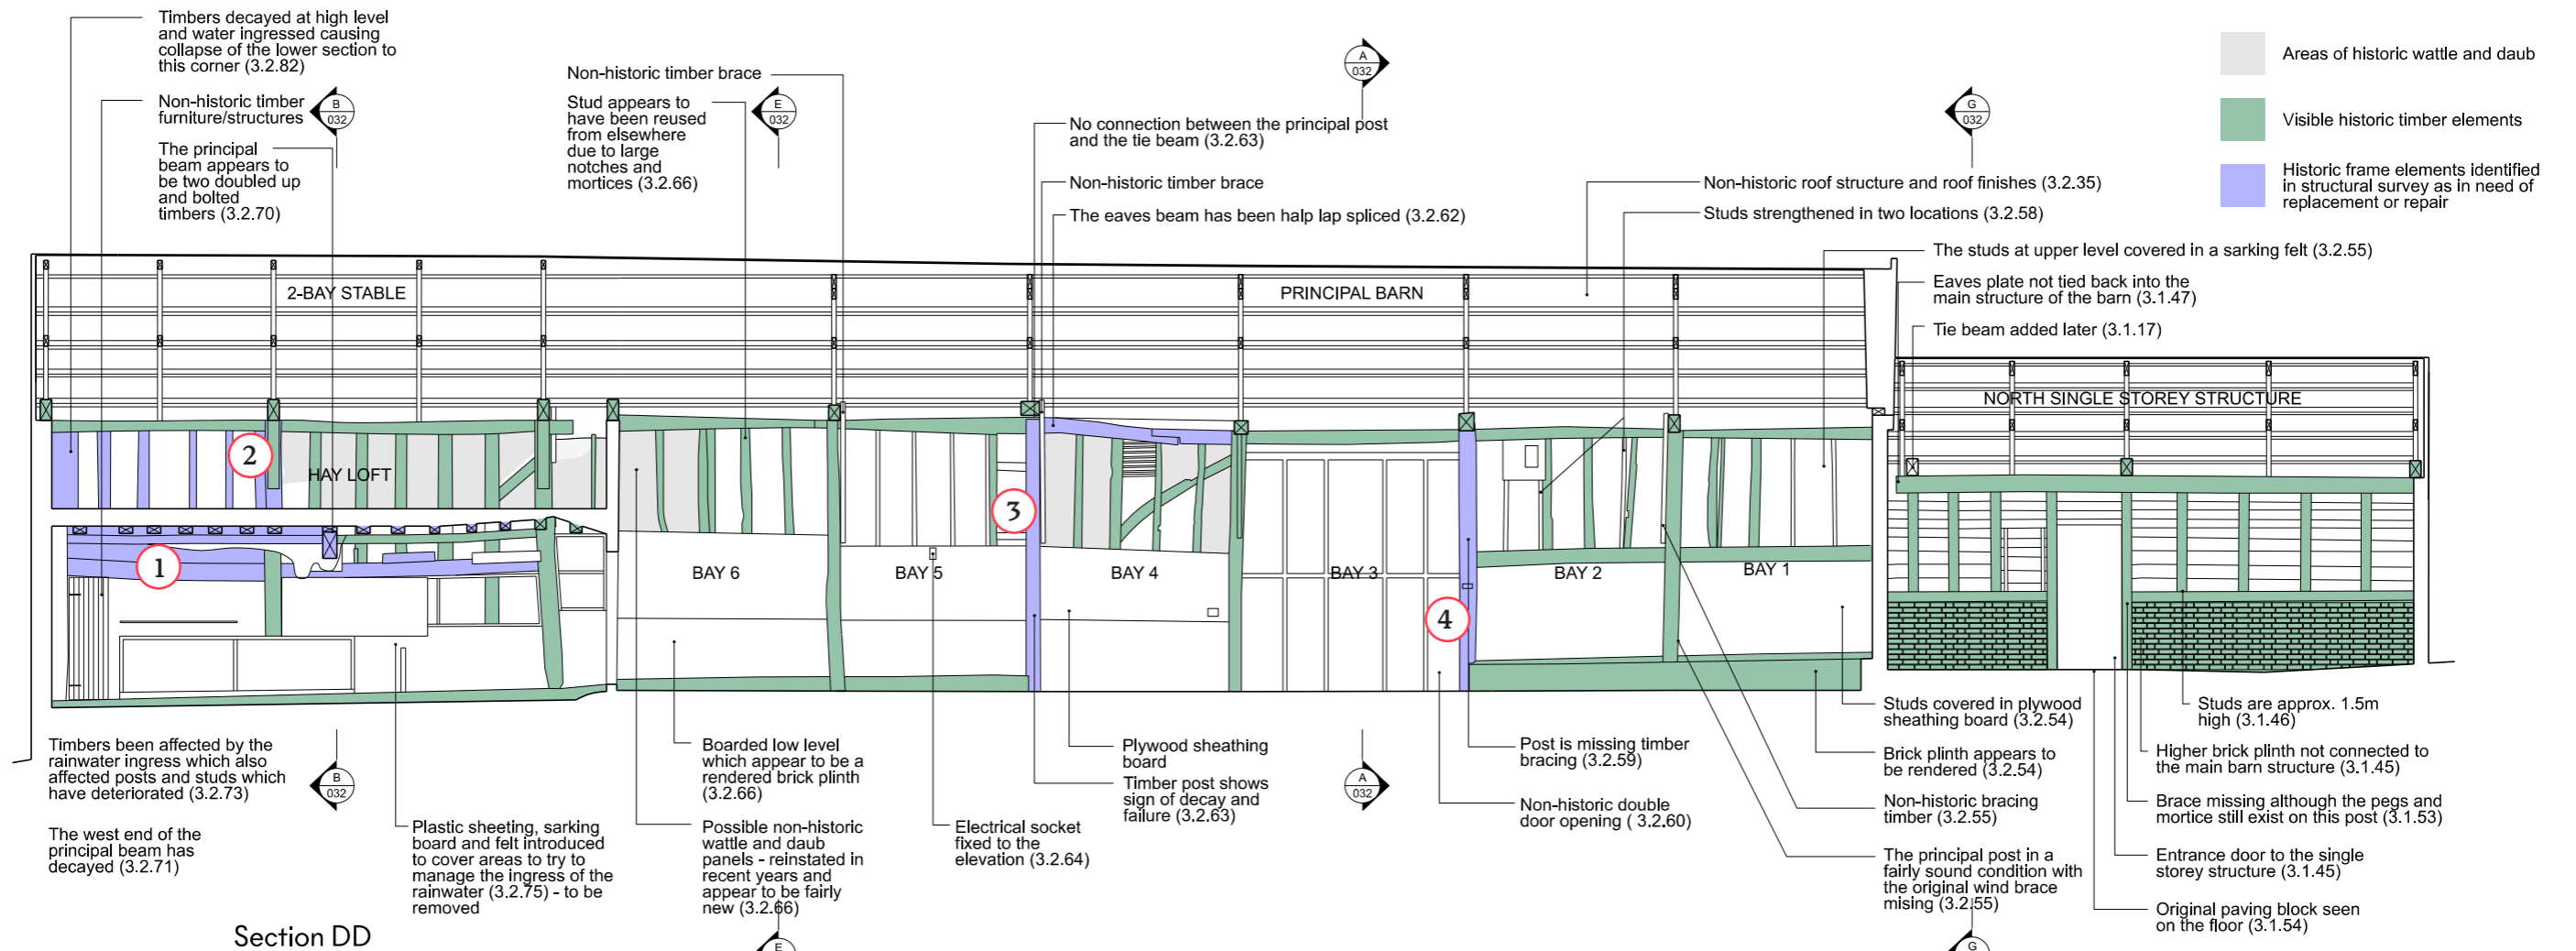 Timbers decayed at high level
and water ingressed causing
collapse of the lower section to
this corner (3.2.82)
Non-historic timber
furniture/structures
B
032
The principal
beam appears to
be two doubled up
and bolted
timbers (3.2.70)
Non-historic timber brace
Stud appears to
have been reused
from elsewhere
due to large
notches and
mortices (3.2.66)
E
032
A
032
No connection between the principal post
and the tie beam (3.2.63)
Non-historic timber brace
The eaves beam has been halp lap spliced (3.2.62)
G
032
Non-historic roof structure and roof finishes (3.2.35)
Studs strengthened in two locations (3.2.58)
The studs at upper level covered in a sarking felt (3.2.55)
Eaves plate not tied back into the
main structure of the barn (3.1.47)
Tie beam added later (3.1.17)
Areas of historic wattle and daub
Visible historic timber elements
Historic frame elements identified
in structural survey as in need of
replacement or repair
2-BAY STABLE
PRINCIPAL BARN
NORTH SINGLE STOREY STRUCTURE
2
HAY LOFT
3
1
BAY 6
BAY 5
BAY 4
BAY 3
BAY 2
BAY 1
4
Timbers been affected by the
rainwater ingress which also
affected posts and studs which
have deteriorated (3.2.73)
The west end of the
principal beam has
decayed (3.2.71)
B
032
Plastic sheeting, sarking
board and felt introduced
to cover areas to try to
manage the ingress of the
rainwater (3.2.75) - to be
removed
Boarded low level
which appear to be a
rendered brick plinth
(3.2.66)
Possible non-historic
wattle and daub
panels - reinstated in
recent years and
appear to be fairly
new (3.2.66)
Electrical socket
fixed to the
elevation (3.2.64)
Plywood sheathing
board
Timber post shows
sign of decay and
failure (3.2.63)
A
032
Post is missing timber
bracing (3.2.59)
Non-historic double
door opening ( 3.2.60)
Studs covered in plywood
sheathing board (3.2.54)
Brick plinth appears to
be rendered (3.2.54)
Non-historic bracing
timber (3.2.55)
The principal post in a
fairly sound condition with
the original wind brace
mising (3.2.55)
Studs are approx. 1.5m
high (3.1.46)
Higher brick plinth not connected to
the main barn structure (3.1.45)
Brace missing although the pegs and
mortice still exist on this post (3.1.53)
Entrance door to the single
storey structure (3.1.45)
Original paving block seen
on the floor (3.1.54)
Section DD
E
G